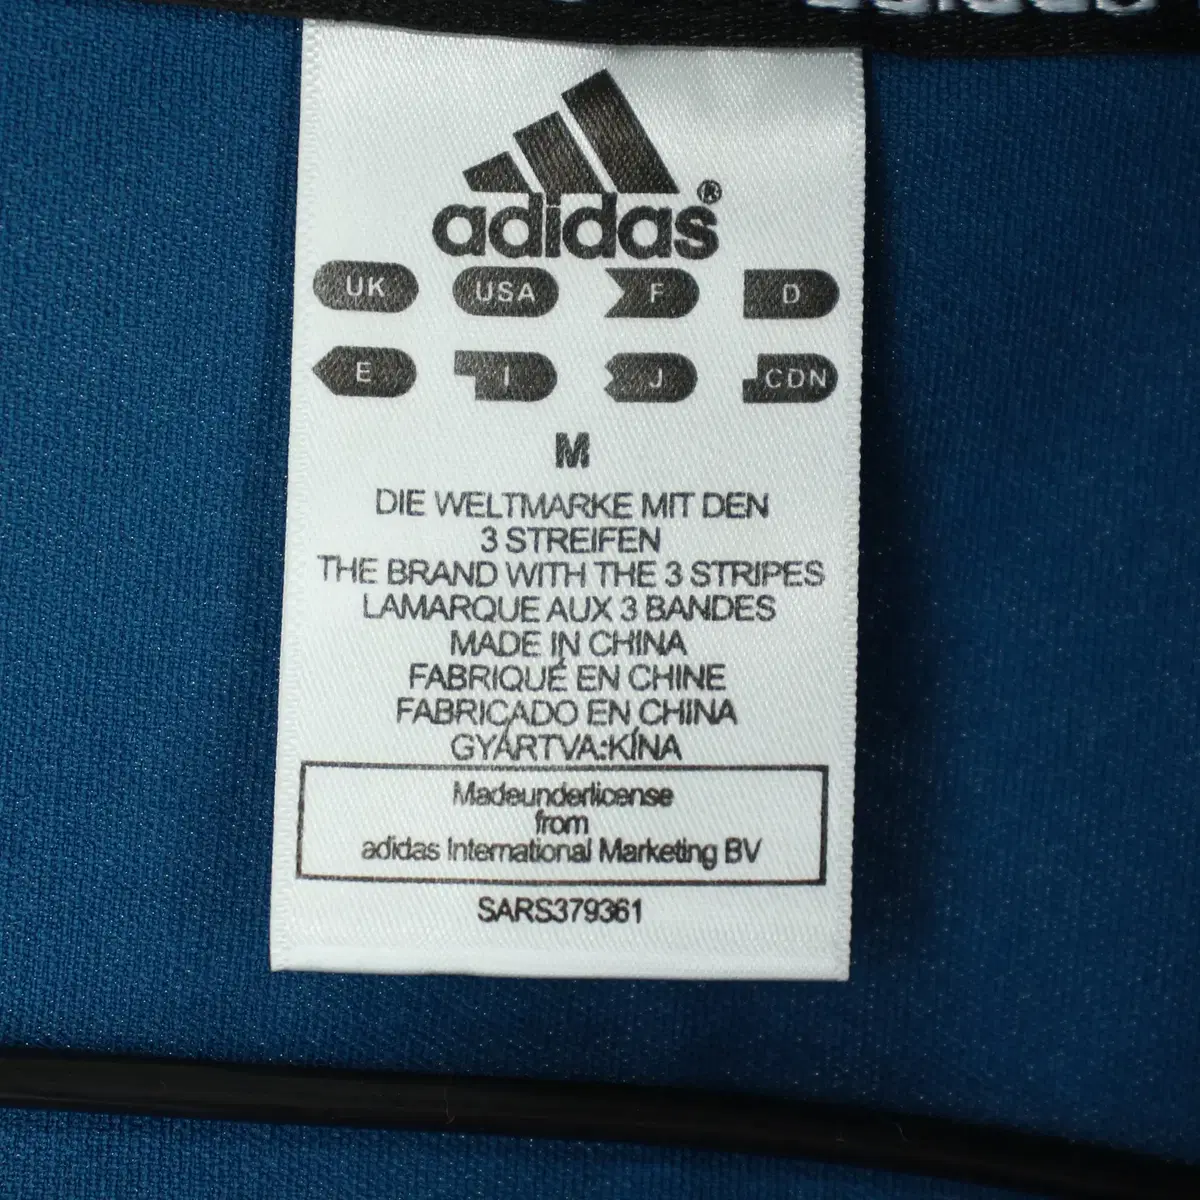 adidas®
UK USA F D
E I J CDN
M
DIE WELTMARKE MIT DEN
3 STREIFEN
THE BRAND WITH THE 3 STRIPES
LAMARQUE AUX 3 BANDES
MADE IN CHINA
FABRIQUÉ EN CHINE
FABRICADO EN CHINA
GYÁRTVA:KÍNA
Madeunderlicense
from
adidas International Marketing BV
SARS379361